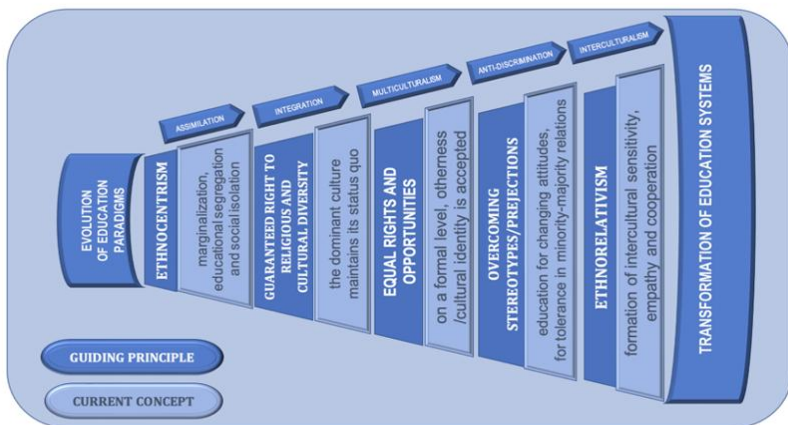 EVOLUTION
OF EDUCATION
PARADIGMS
ASSIMILATION
ETHNOCENTRISM
marginalization,
educational segregation
and social isolation
INTEGRATION
GUARANTEED RIGHT TO
RELIGIOUS AND
CULTURAL DIVERSITY
the dominant culture
maintains its status quo
MULTICULTURALISM
EQUAL RIGHTS AND
OPPORTUNITIES
on a formal level, otherness
/cultural identity is accepted
ANTI-DISCRIMINATION
OVERCOMING
STEREOTYPES/PREJECTIONS
education for changing attitudes,
for tolerance in minority-majority relations
INTERCULTURALISM
ETHNORELATIVISM
formation of intercultural sensitivity,
empathy and cooperation
TRANSFORMATION OF EDUCATION SYSTEMS
GUIDING PRINCIPLE
CURRENT CONCEPT